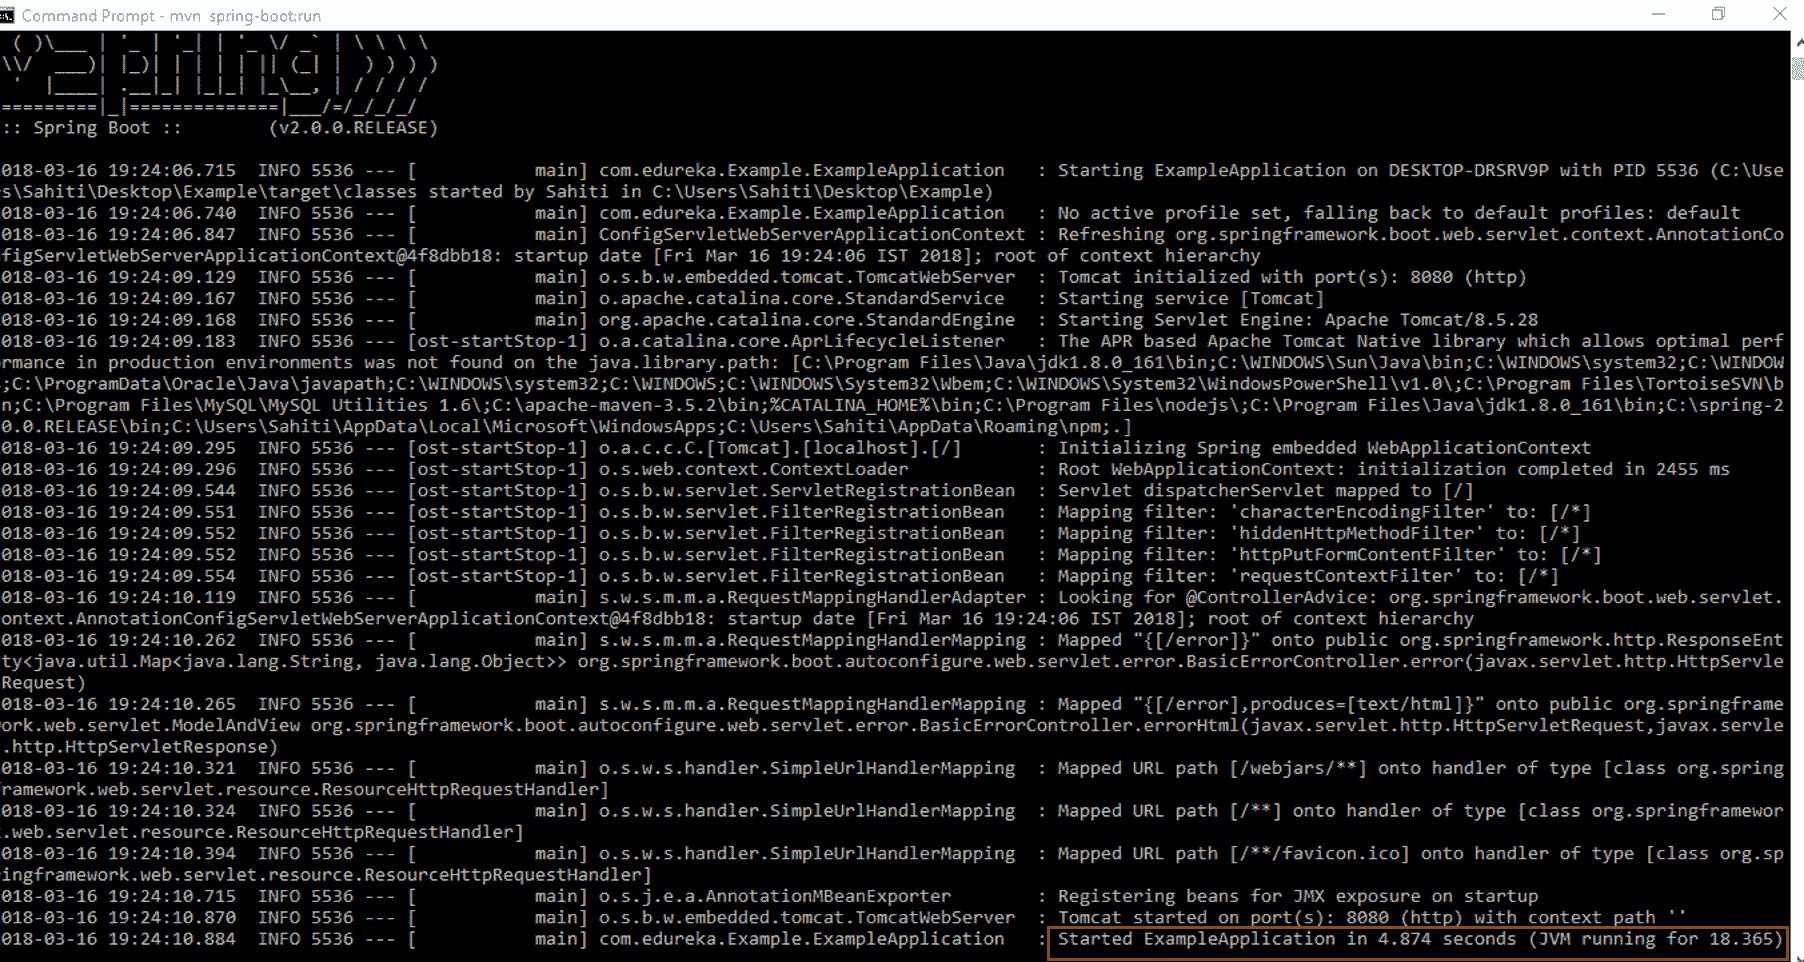 Command Prompt - mvn  spring-boot:run
:: Spring Boot ::        (v2.0.0.RELEASE)
018-03-16 19:24:06.715  INFO 5536 --- [           main] com.edureka.Example.ExampleApplication   : Starting ExampleApplication on DESKTOP-DRSRV9P with PID 5536 (C:\Use
s\Sahiti\Desktop\Example\target\classes started by Sahiti in C:\Users\Sahiti\Desktop\Example)
018-03-16 19:24:06.740  INFO 5536 --- [           main] com.edureka.Example.ExampleApplication   : No active profile set, falling back to default profiles: default
018-03-16 19:24:06.847  INFO 5536 --- [           main] ConfigServletWebServerApplicationContext : Refreshing org.springframework.boot.web.servlet.context.AnnotationCo
figServletWebServerApplicationContext@4f8dbb18: startup date [Fri Mar 16 19:24:06 IST 2018]; root of context hierarchy
018-03-16 19:24:09.129  INFO 5536 --- [           main] o.s.b.w.embedded.tomcat.TomcatWebServer  : Tomcat initialized with port(s): 8080 (http)
018-03-16 19:24:09.167  INFO 5536 --- [           main] o.apache.catalina.core.StandardService   : Starting service [Tomcat]
018-03-16 19:24:09.168  INFO 5536 --- [           main] org.apache.catalina.core.StandardEngine  : Starting Servlet Engine: Apache Tomcat/8.5.28
018-03-16 19:24:09.183  INFO 5536 --- [ost-startStop-1] o.a.catalina.core.AprLifecycleListener   : The APR based Apache Tomcat Native library which allows optimal perf
ormance in production environments was not found on the java.library.path: [C:\Program Files\Java\jdk1.8.0_161\bin;C:\WINDOWS\Sun\Java\bin;C:\WINDOWS\system32;C:\WINDOW
;C:\ProgramData\Oracle\Java\javapath;C:\WINDOWS\system32;C:\WINDOWS;C:\WINDOWS\System32\Wbem;C:\WINDOWS\System32\WindowsPowerShell\v1.0\;C:\Program Files\TortoiseSVN\b
n;C:\Program Files\MySQL\MySQL Utilities 1.6\;C:\apache-maven-3.5.2\bin;%CATALINA_HOME%\bin;C:\Program Files\nodejs\;C:\Program Files\Java\jdk1.8.0_161\bin;C:\spring-2
0.0.RELEASE\bin;C:\Users\Sahiti\AppData\Local\Microsoft\WindowsApps;C:\Users\Sahiti\AppData\Roaming\npm;.]
018-03-16 19:24:09.295  INFO 5536 --- [ost-startStop-1] o.a.c.c.C.[Tomcat].[localhost].[/]       : Initializing Spring embedded WebApplicationContext
018-03-16 19:24:09.296  INFO 5536 --- [ost-startStop-1] o.s.web.context.ContextLoader            : Root WebApplicationContext: initialization completed in 2455 ms
018-03-16 19:24:09.544  INFO 5536 --- [ost-startStop-1] o.s.b.w.servlet.ServletRegistrationBean  : Servlet dispatcherServlet mapped to [/]
018-03-16 19:24:09.551  INFO 5536 --- [ost-startStop-1] o.s.b.w.servlet.FilterRegistrationBean   : Mapping filter: 'characterEncodingFilter' to: [/*]
018-03-16 19:24:09.552  INFO 5536 --- [ost-startStop-1] o.s.b.w.servlet.FilterRegistrationBean   : Mapping filter: 'hiddenHttpMethodFilter' to: [/*]
018-03-16 19:24:09.552  INFO 5536 --- [ost-startStop-1] o.s.b.w.servlet.FilterRegistrationBean   : Mapping filter: 'httpPutFormContentFilter' to: [/*]
018-03-16 19:24:09.554  INFO 5536 --- [ost-startStop-1] o.s.b.w.servlet.FilterRegistrationBean   : Mapping filter: 'requestContextFilter' to: [/*]
018-03-16 19:24:10.119  INFO 5536 --- [           main] s.w.s.m.m.a.RequestMappingHandlerAdapter : Looking for @ControllerAdvice: org.springframework.boot.web.servlet.
ontext.AnnotationConfigServletWebServerApplicationContext@4f8dbb18: startup date [Fri Mar 16 19:24:06 IST 2018]; root of context hierarchy
018-03-16 19:24:10.262  INFO 5536 --- [           main] s.w.s.m.m.a.RequestMappingHandlerMapping : Mapped "{[/error]}" onto public org.springframework.http.ResponseEnt
ty<java.util.Map<java.lang.String, java.lang.Object>> org.springframework.boot.autoconfigure.web.servlet.error.BasicErrorController.error(javax.servlet.http.HttpServle
Request)
018-03-16 19:24:10.265  INFO 5536 --- [           main] s.w.s.m.m.a.RequestMappingHandlerMapping : Mapped "{[/error],produces=[text/html]}" onto public org.springframe
ork.web.servlet.ModelAndView org.springframework.boot.autoconfigure.web.servlet.error.BasicErrorController.errorHtml(javax.servlet.http.HttpServletRequest,javax.servle
.http.HttpServletResponse)
018-03-16 19:24:10.321  INFO 5536 --- [           main] o.s.w.s.handler.SimpleUrlHandlerMapping  : Mapped URL path [/webjars/**] onto handler of type [class org.spring
ramework.web.servlet.resource.ResourceHttpRequestHandler]
018-03-16 19:24:10.324  INFO 5536 --- [           main] o.s.w.s.handler.SimpleUrlHandlerMapping  : Mapped URL path [/**] onto handler of type [class org.springframewor
.web.servlet.resource.ResourceHttpRequestHandler]
018-03-16 19:24:10.394  INFO 5536 --- [           main] o.s.w.s.handler.SimpleUrlHandlerMapping  : Mapped URL path [/**/favicon.ico] onto handler of type [class org.sp
ingframework.web.servlet.resource.ResourceHttpRequestHandler]
018-03-16 19:24:10.715  INFO 5536 --- [           main] o.s.j.e.a.AnnotationMBeanExporter        : Registering beans for JMX exposure on startup
018-03-16 19:24:10.870  INFO 5536 --- [           main] o.s.b.w.embedded.tomcat.TomcatWebServer  : Tomcat started on port(s): 8080 (http) with context path ''
018-03-16 19:24:10.884  INFO 5536 --- [           main] com.edureka.Example.ExampleApplication   : Started ExampleApplication in 4.874 seconds (JVM running for 18.365)